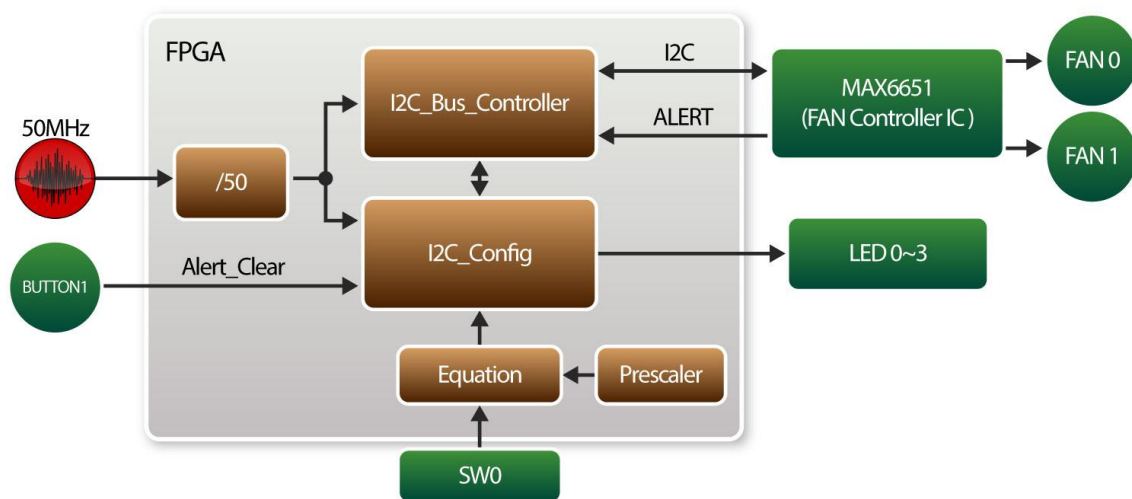 FPGA
I2C_Bus_Controller
I2C
ALERT
MAX6651
(FAN Controller IC )
FAN 0
FAN 1
50MHz
/50
I2C_Config
LED 0~3
BUTTON1
Alert_Clear
Equation
Prescaler
SW0